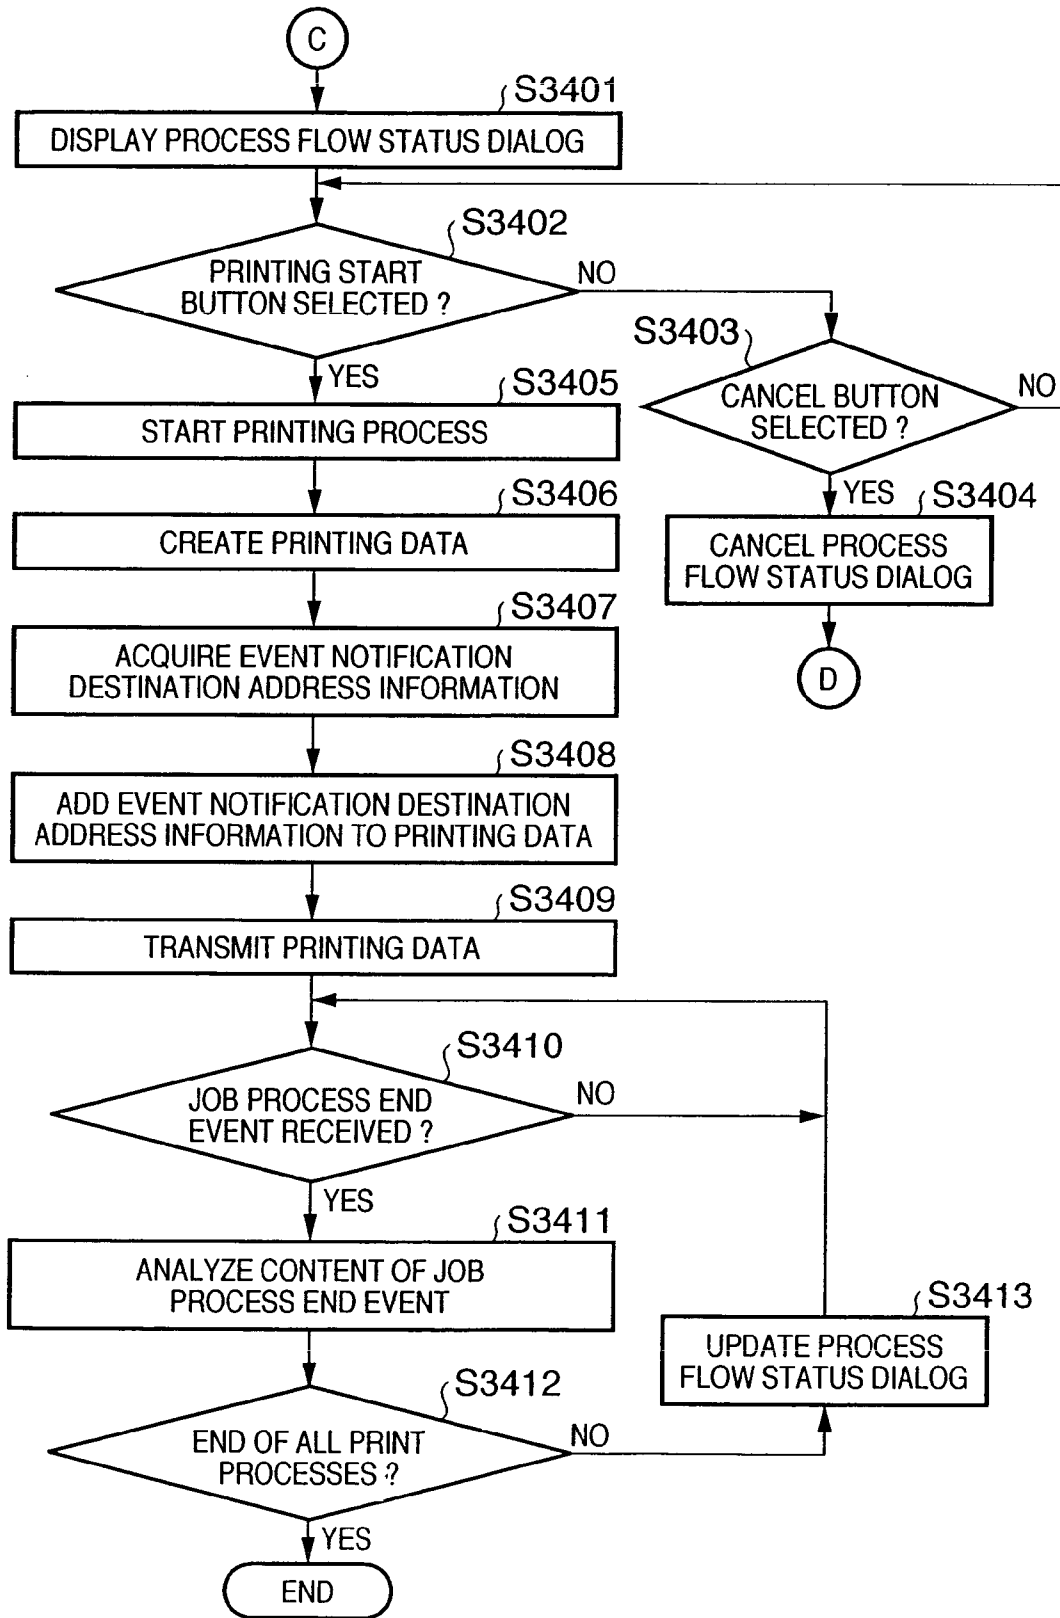 C
S3401
DISPLAY PROCESS FLOW STATUS DIALOG
S3402
PRINTING START
BUTTON SELECTED ?
NO
YES
S3403
CANCEL BUTTON
SELECTED ?
NO
YES
S3404
CANCEL PROCESS
FLOW STATUS DIALOG
D
S3405
START PRINTING PROCESS
S3406
CREATE PRINTING DATA
S3407
ACQUIRE EVENT NOTIFICATION
DESTINATION ADDRESS INFORMATION
S3408
ADD EVENT NOTIFICATION DESTINATION
ADDRESS INFORMATION TO PRINTING DATA
S3409
TRANSMIT PRINTING DATA
S3410
JOB PROCESS END
EVENT RECEIVED ?
NO
YES
S3411
ANALYZE CONTENT OF JOB
PROCESS END EVENT
S3412
END OF ALL PRINT
PROCESSES ?
NO
S3413
UPDATE PROCESS
FLOW STATUS DIALOG
YES
END